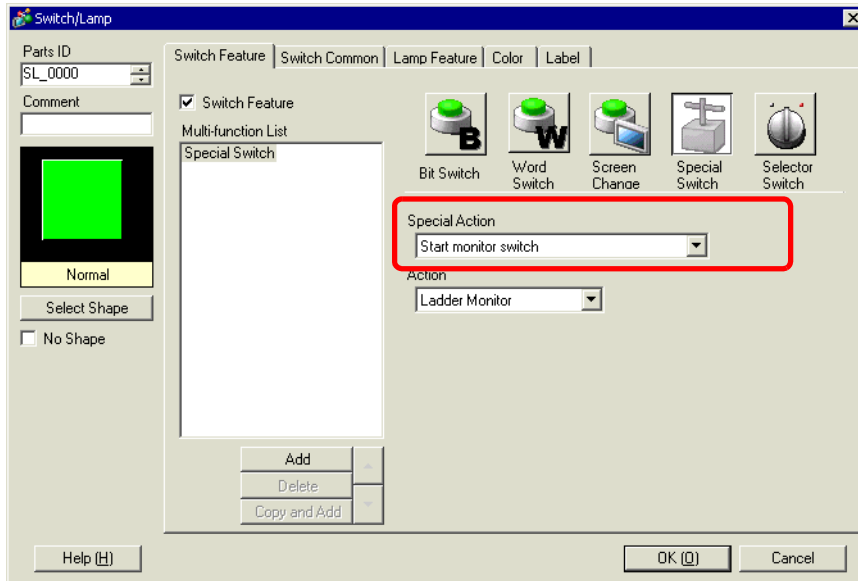 Switch/Lamp
Parts ID
SL_0000
Comment
Normal
Select Shape
No Shape
Switch Feature
Switch Common
Lamp Feature
Color
Label
Switch Feature
Multi-function List
Special Switch
Add
Delete
Copy and Add
B
W
Bit Switch
Word
Switch
Screen
Change
Special
Switch
Selector
Switch
Special Action
Start monitor switch
Action
Ladder Monitor
Help (H)
OK (O)
Cancel